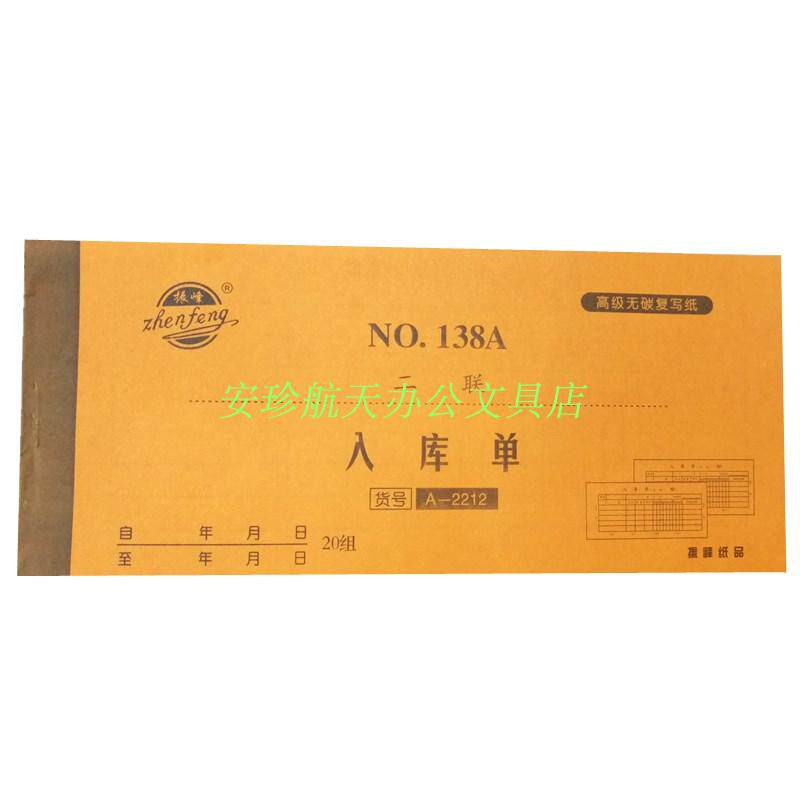 振峰®
zhenfeng
高级无碳复写纸
NO. 138A
二 联
安珍航天办公文具店
入库单
货号 A-2212
自 年 月 日
至 年 月 日
20组
振峰纸品